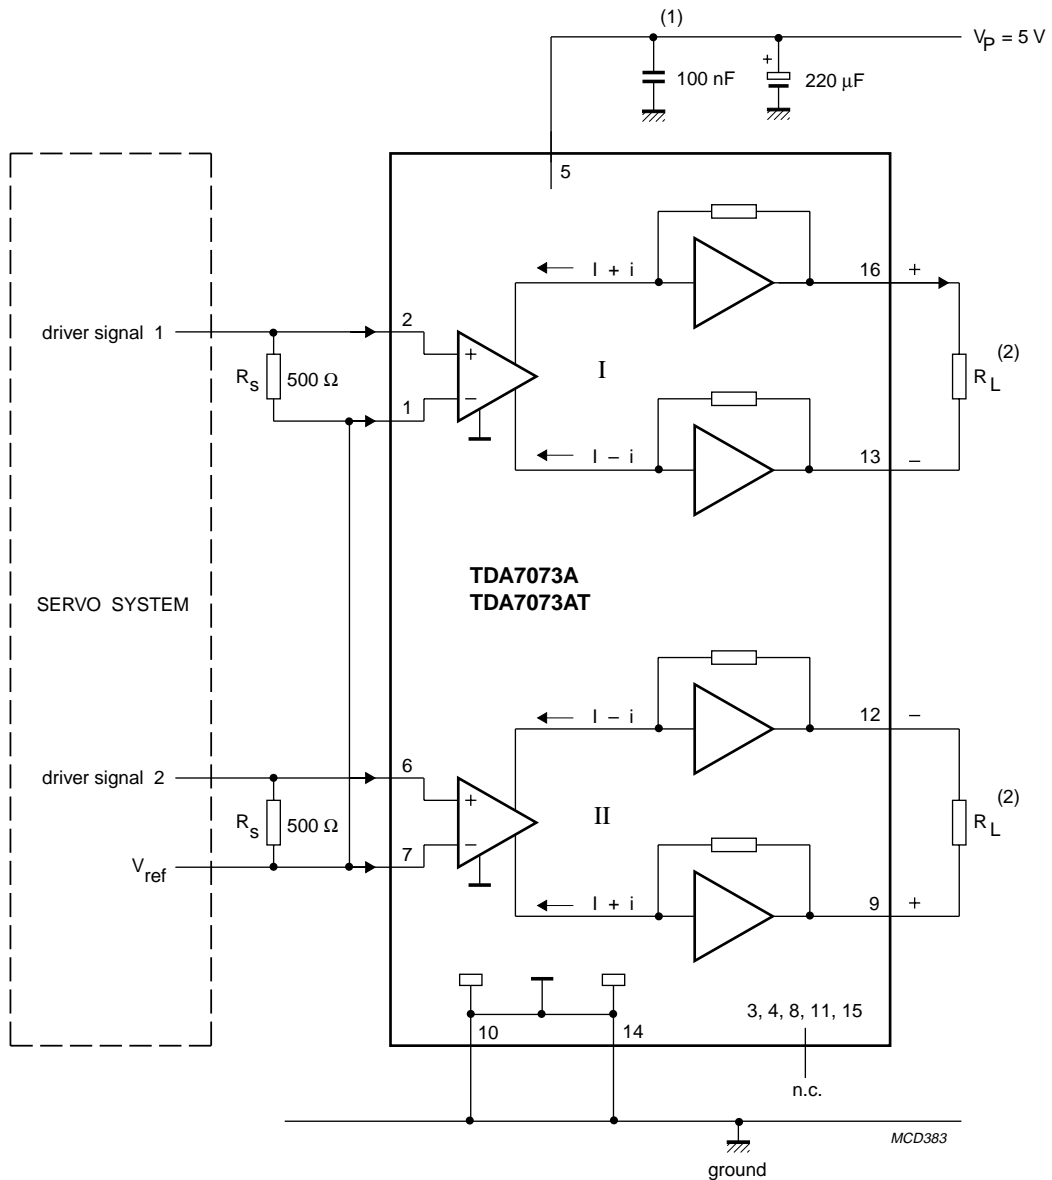 (1)
V_P = 5 V
100 nF
+
220 µF
5
I + i
16
+
driver signal 1
2
+
R_S
500 Ω
1
−
I
R_L
(2)
I − i
13
−
TDA7073A
TDA7073AT
SERVO SYSTEM
I − i
12
−
driver signal 2
6
+
R_S
500 Ω
7
−
II
R_L
(2)
V_ref
I + i
9
+
10
14
3, 4, 8, 11, 15
n.c.
MCD383
ground